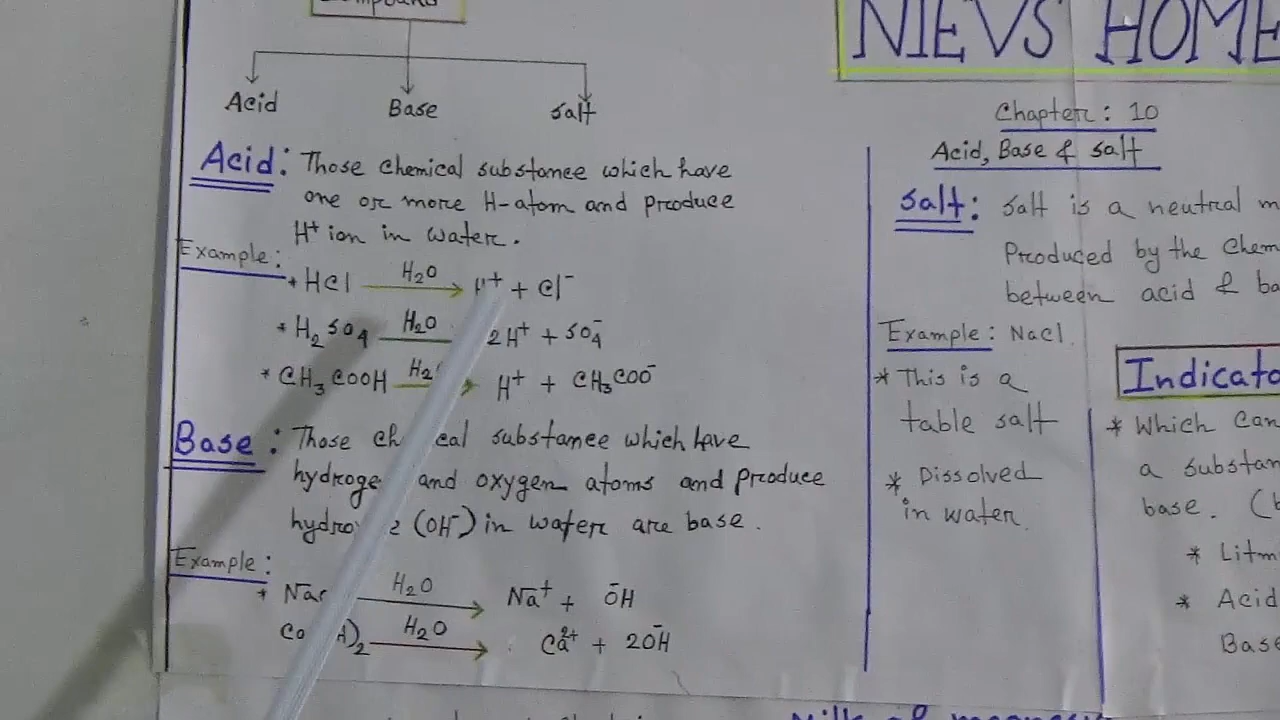 Acid Base Salt
Acid: Those chemical substance which have
one or more H-atom and produce
H⁺ ion in water.
Example:
* HCl H₂O → H⁺ + Cl⁻
* H₂SO₄ H₂O 2H⁺ + SO₄⁻
* CH₃COOH → H⁺ + CH₃COO⁻
Base: Those substance which have
and oxygen atoms and produce
(OH⁻) in water are base.
Example:
* H₂O → Na⁺ + ŌH
H₂O → Ca²⁺ + 2ŌH
NIEVS HOME
Chapter: 10
Acid, Base & salt
Salt: Salt is a neutral
Produced by the
between acid &
Example: NaCl.
* This is a
table salt
* Dissolved
in water.
* Which can
a
base.
*
* Acid
Base